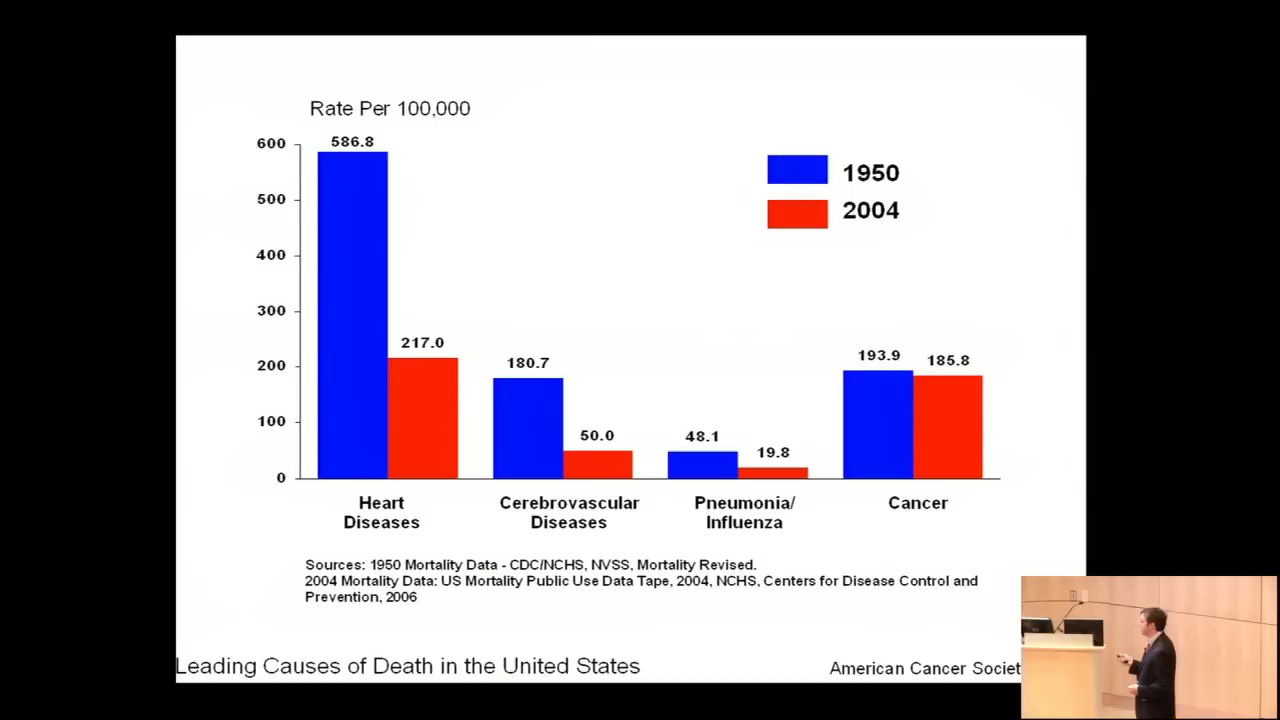 Rate Per 100,000
600
500
400
300
200
100
0
586.8
217.0
180.7
50.0
48.1
19.8
193.9
185.8
1950
2004
Heart
Diseases
Cerebrovascular
Diseases
Pneumonia/
Influenza
Cancer
Sources: 1950 Mortality Data - CDC/NCHS, NVSS, Mortality Revised.
2004 Mortality Data: US Mortality Public Use Data Tape, 2004, NCHS, Centers for Disease Control and
Prevention, 2006
Leading Causes of Death in the United States
American Cancer Societ